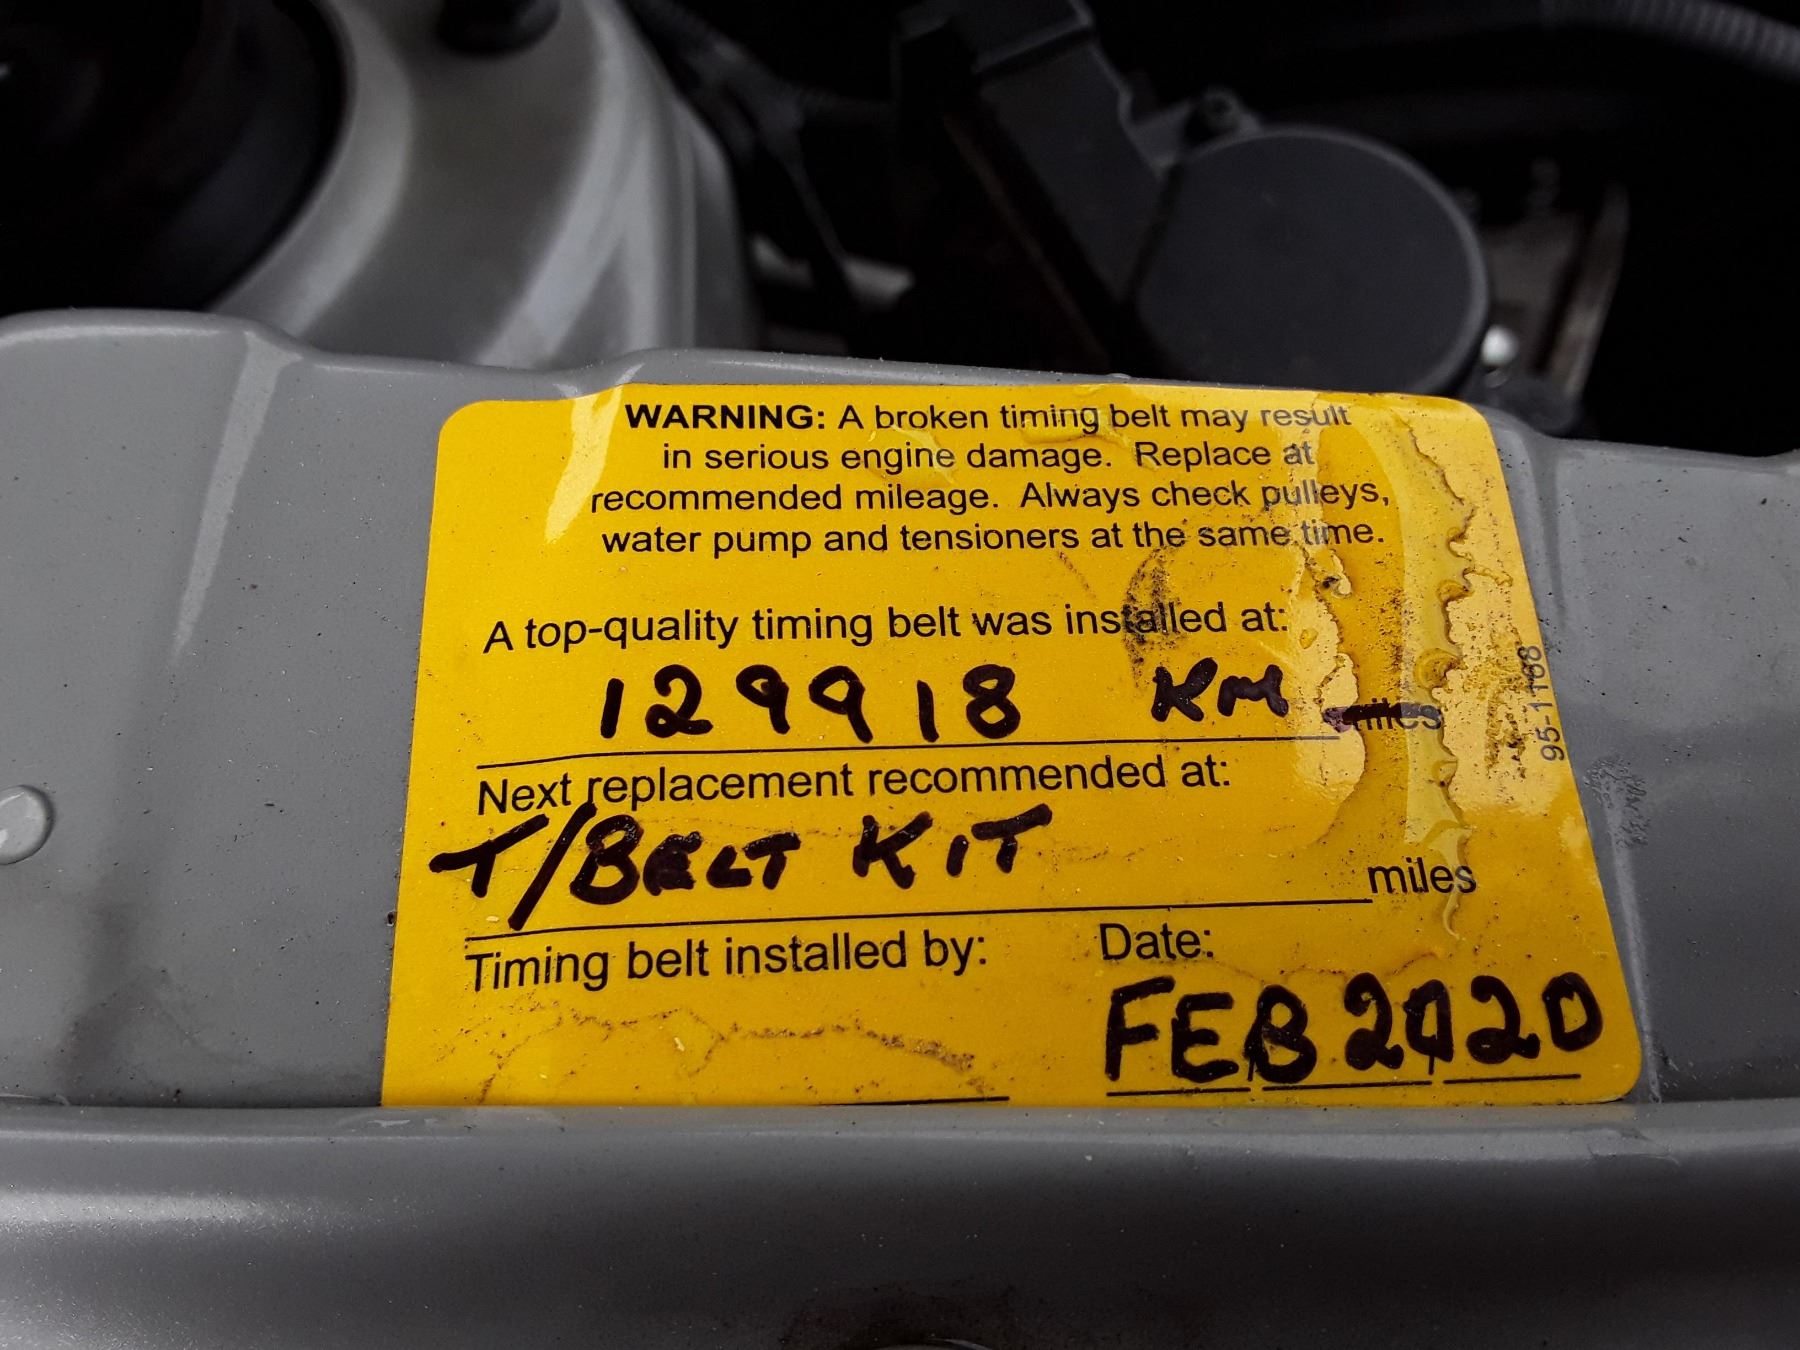 WARNING: A broken timing belt may result
in serious engine damage. Replace at
recommended mileage. Always check pulleys,
water pump and tensioners at the same time.
A top-quality timing belt was installed at:
129918 KM miles
95-1168
Next replacement recommended at:
T/BELT KIT miles
Timing belt installed by: Date:
FEB 2020